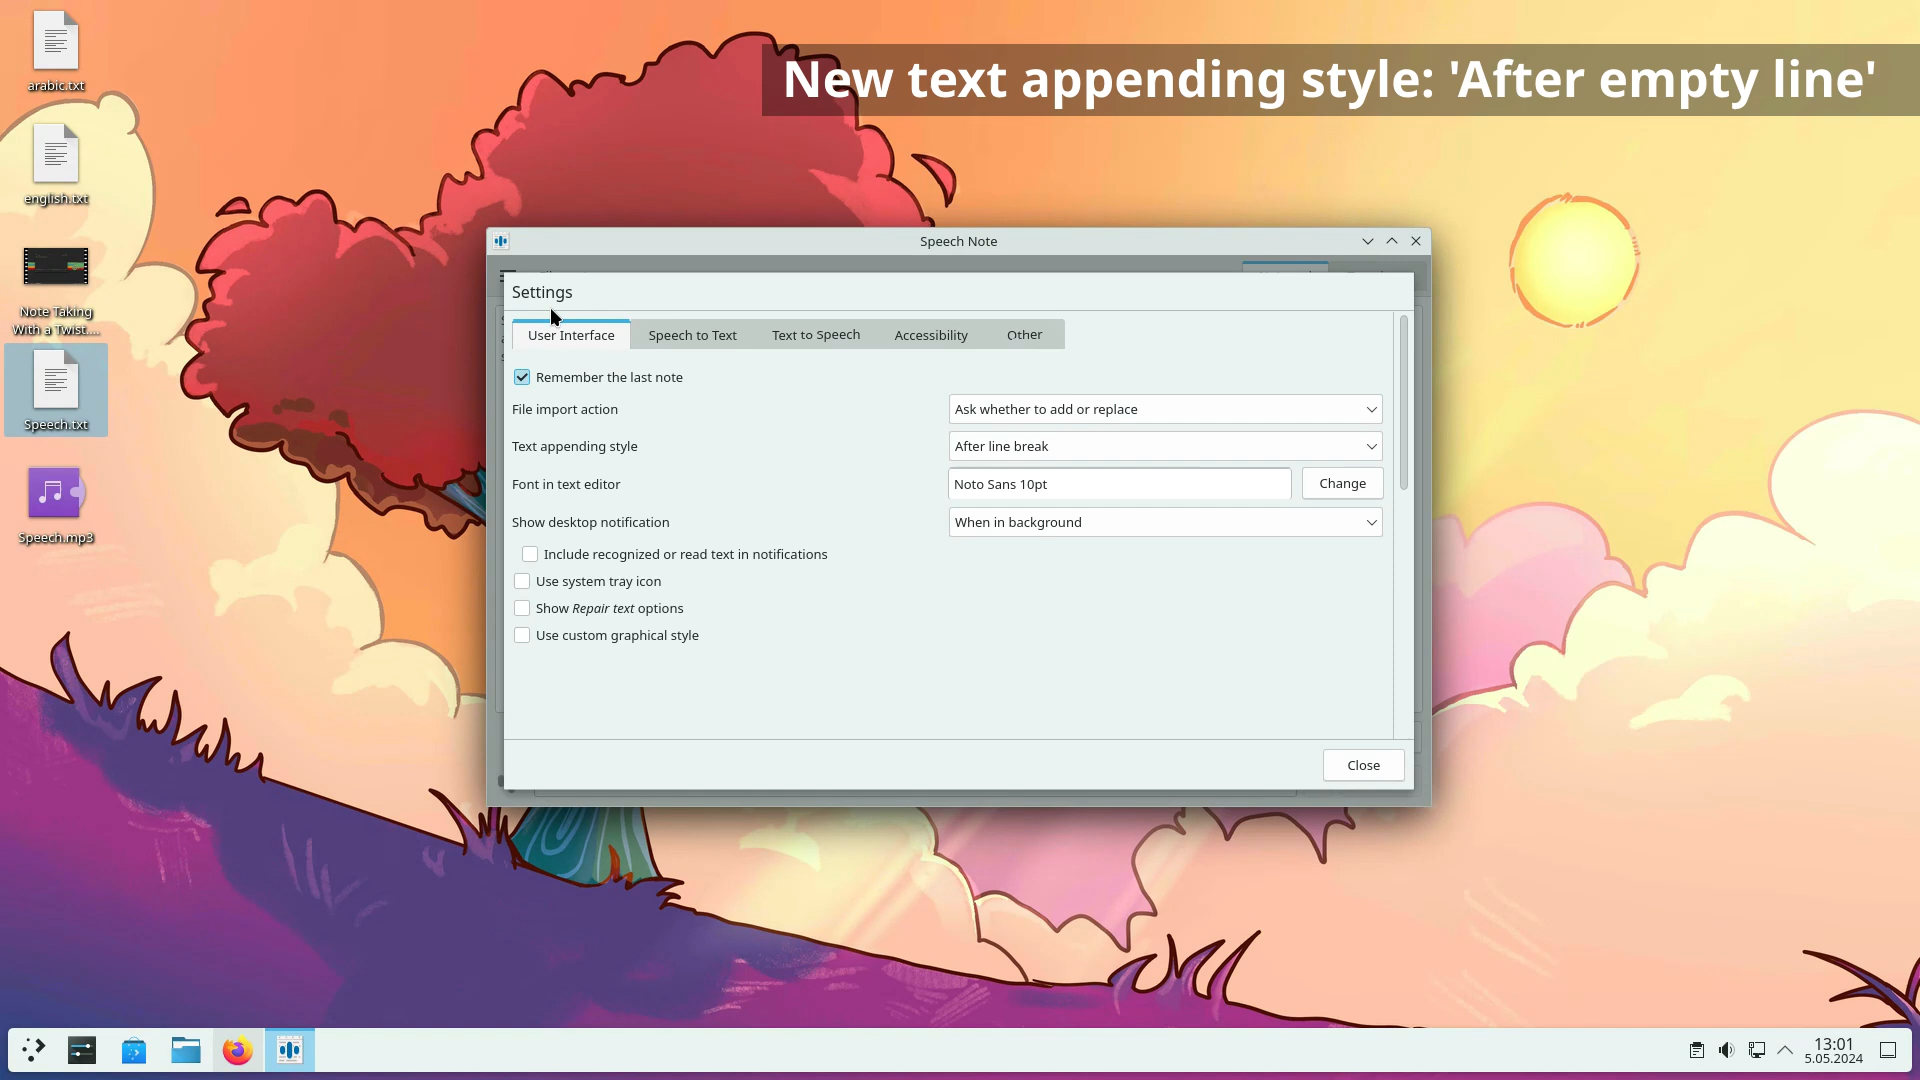 New text appending style: 'After empty line'
arabic.txt
english.txt
Note Taking
With a Twist....
Speech.txt
Speech.mp3
Speech Note
Settings
User Interface
Speech to Text
Text to Speech
Accessibility
Other
Remember the last note
File import action
Ask whether to add or replace
Text appending style
After line break
Font in text editor
Noto Sans 10pt
Change
Show desktop notification
When in background
Include recognized or read text in notifications
Use system tray icon
Show Repair text options
Use custom graphical style
Close
13:01
5.05.2024